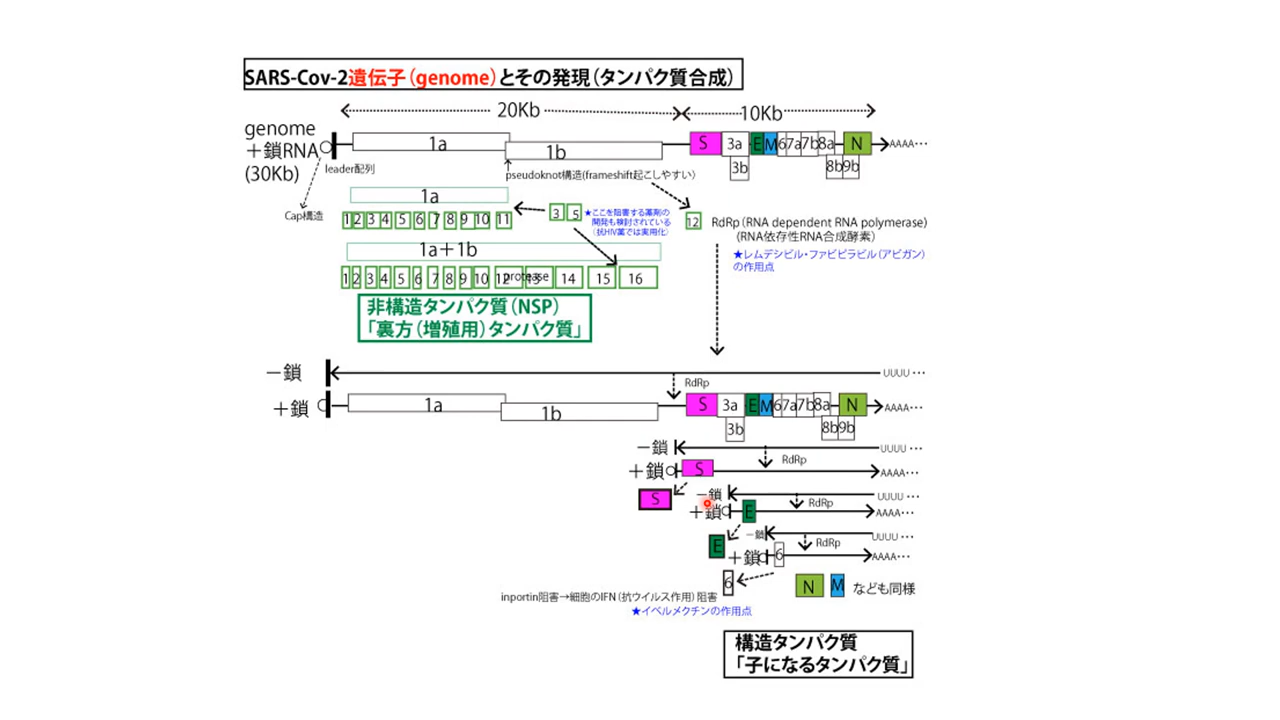 SARS-Cov-2遺伝子（genome）とその発現（タンパク質合成）
20Kb
10Kb
genome
＋鎖RNA
(30Kb)
1a
1b
S
3a
E
M
6
7a
7b
8a
N
AAAA…
3b
8b
9b
leader配列
pseudoknot構造(frameshift起こしやすい)
Cap構造
1a
1 2 3 4 5 6 7 8 9 10 11
3 5
★ここを阻害する薬剤の
開発も検討されている
（抗HIV薬では実用化）
12
RdRp（RNA dependent RNA polymerase）
（RNA依存性RNA合成酵素）
★レムデシビル・ファビピラビル（アビガン）
の作用点
1a＋1b
1 2 3 4 5 6 7 8 9 10 12 13 14 15 16
protease
非構造タンパク質（NSP）
「裏方（増殖用）タンパク質」
－鎖
UUUU…
RdRp
＋鎖
1a
1b
S
3a
E
M
6
7a
7b
8a
N
AAAA…
3b
8b
9b
－鎖
UUUU…
RdRp
＋鎖
S
AAAA…
S
－鎖
UUUU…
RdRp
＋鎖
E
AAAA…
E
－鎖
UUUU…
RdRp
＋鎖
6
AAAA…
6
N
M
なども同様
inportin阻害→細胞のIFN（抗ウイルス作用）阻害
★イベルメクチンの作用点
構造タンパク質
「子になるタンパク質」